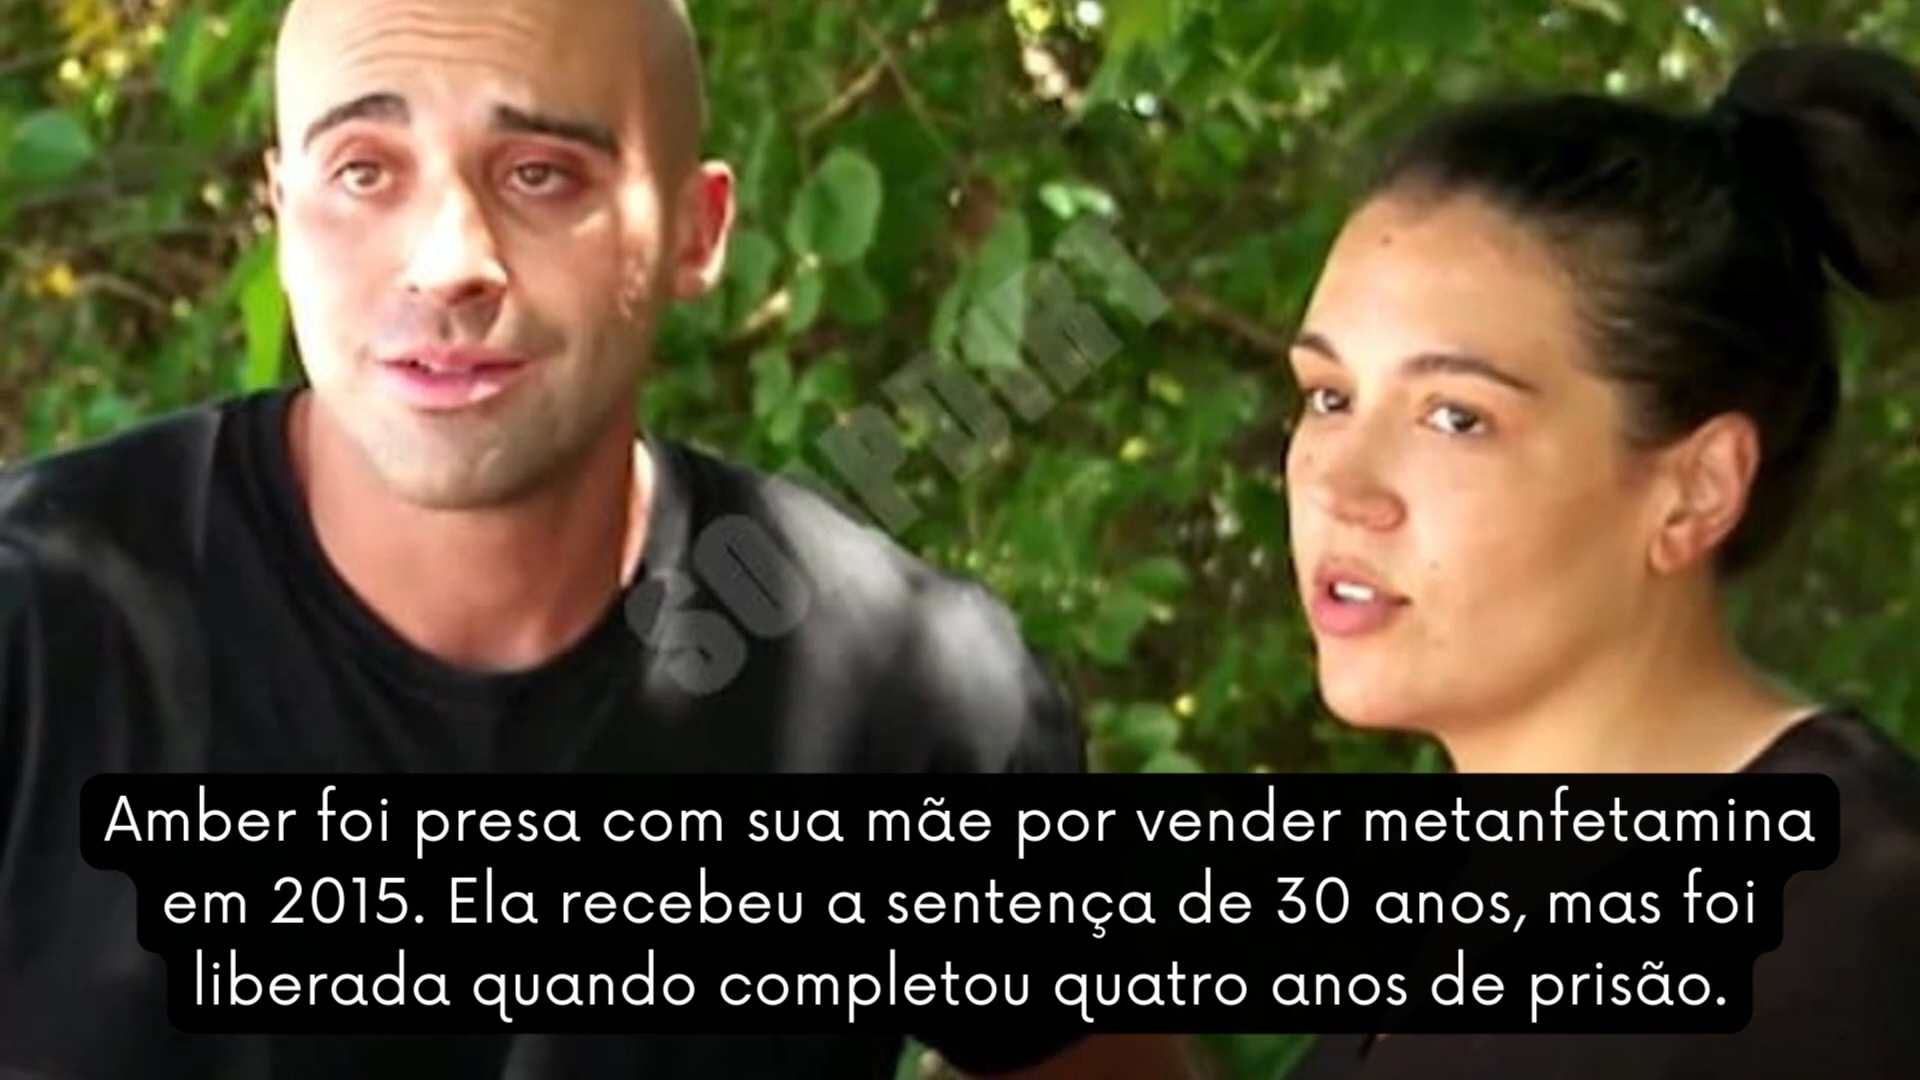 SOAPDIRT
Amber foi presa com sua mãe por vender metanfetamina
em 2015. Ela recebeu a sentença de 30 anos, mas foi
liberada quando completou quatro anos de prisão.